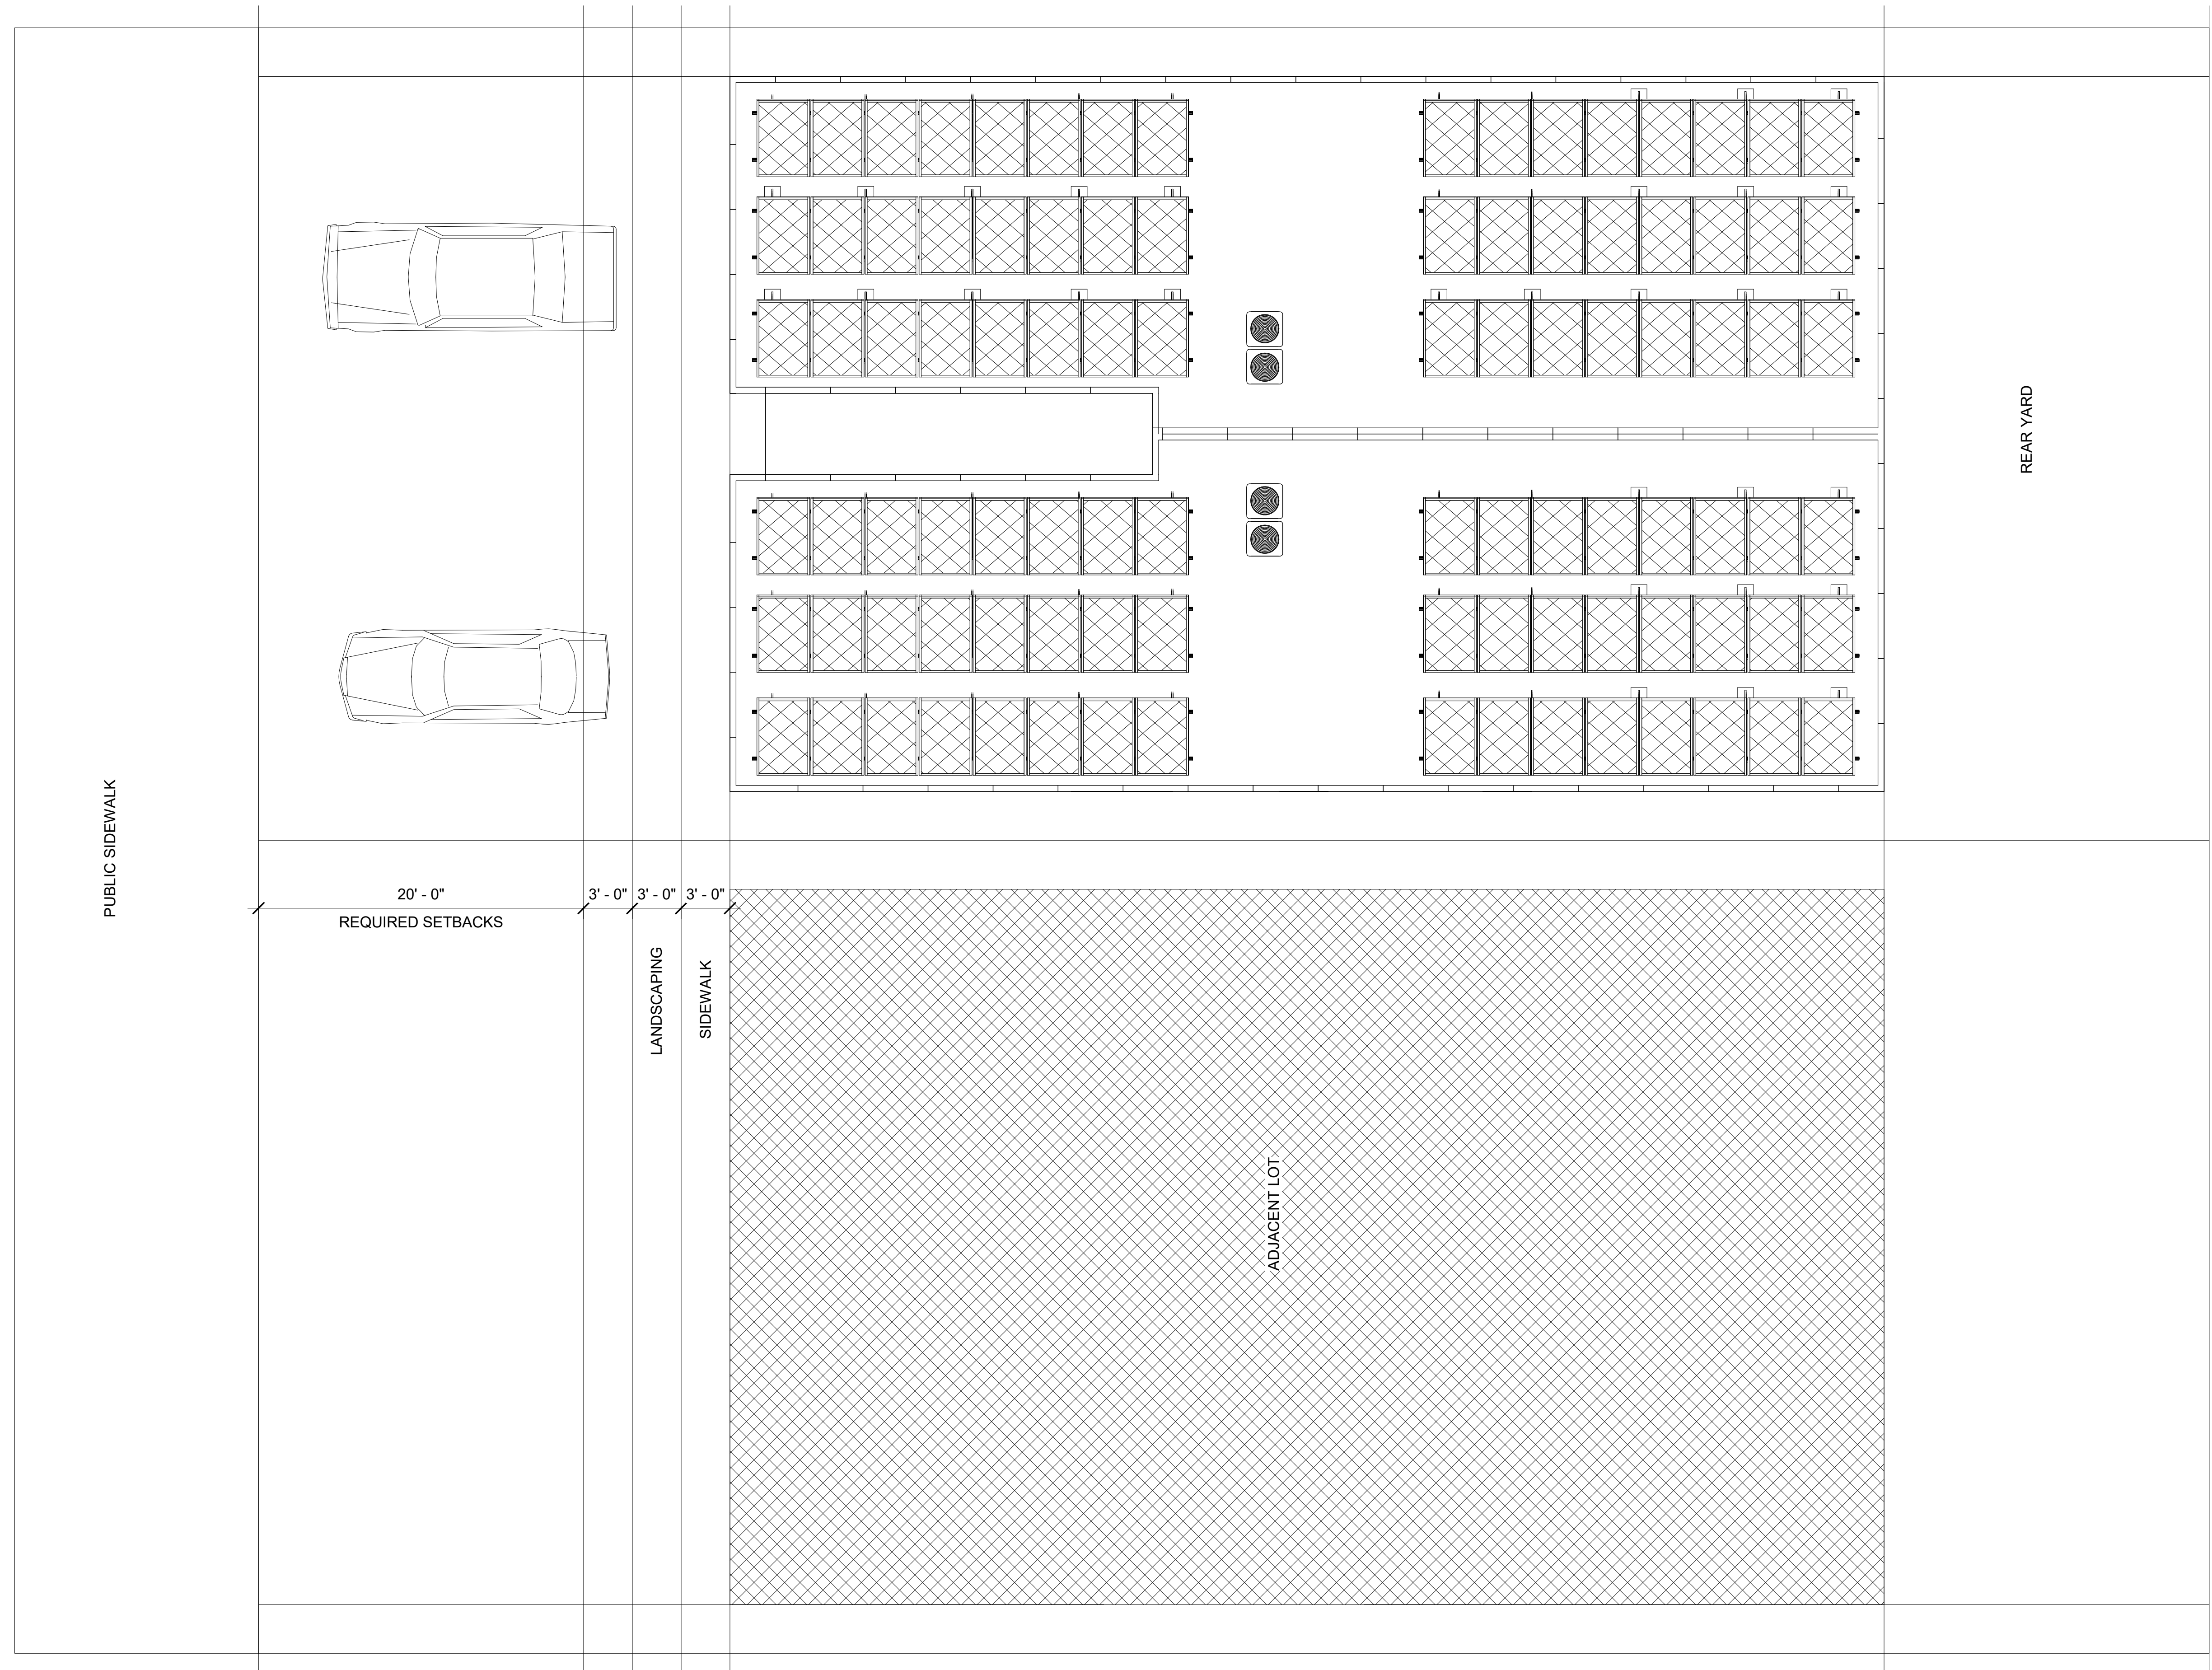 REAR YARD
PUBLIC SIDEWALK
20' - 0"
3' - 0"
3' - 0"
3' - 0"
REQUIRED SETBACKS
LANDSCAPING
SIDEWALK
ADJACENT LOT